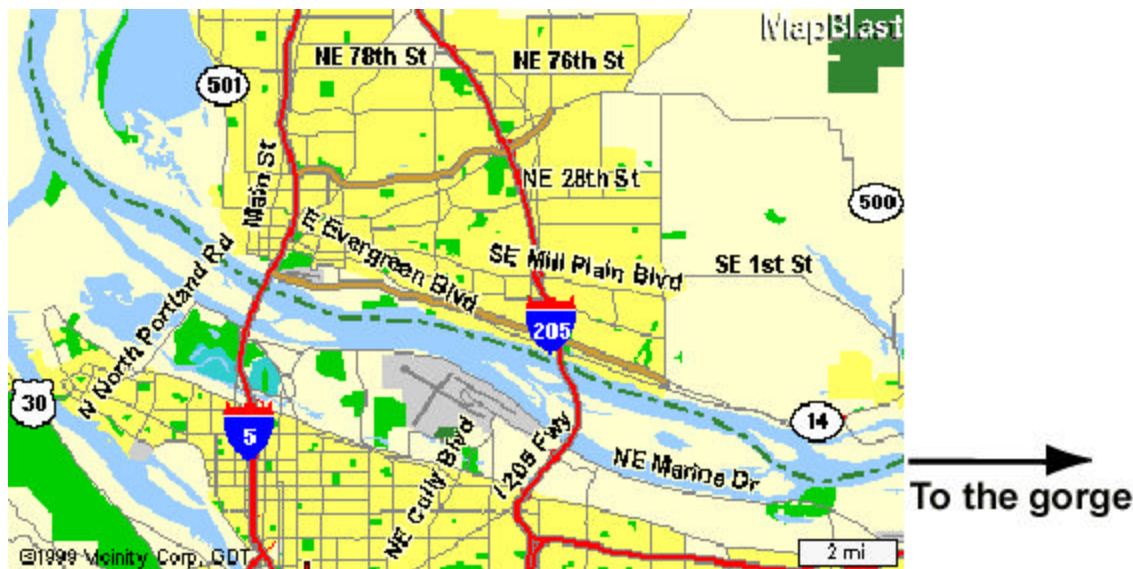 MapBlast
NE 78th St
NE 76th St
501
Main St
NE 28th St
500
E Evergreen Blvd
SE Mill Plain Blvd
SE 1st St
N North Portland Rd
205
30
5
14
NE Cully Blvd
I 205 Fwy
NE Marine Dr
To the gorge
©1999 Vicinity Corp, GDT
2 mi